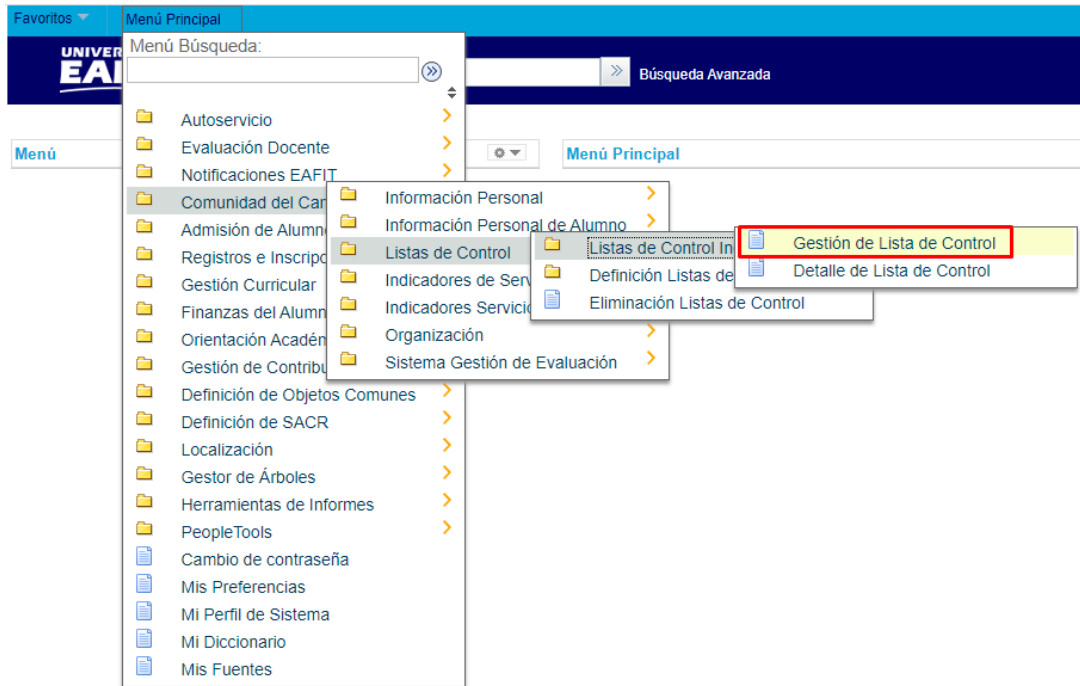 Favoritos
Menú Principal
UNIVER
EA
Menú Búsqueda:
Búsqueda Avanzada
Menú
Menú Principal
Autoservicio
Evaluación Docente
Notificaciones EAFIT
Comunidad del Car
Admisión de Alumn
Registros e Inscripc
Gestión Curricular
Finanzas del Alumn
Orientación Académ
Gestión de Contribu
Definición de Objetos Comunes
Definición de SACR
Localización
Gestor de Árboles
Herramientas de Informes
PeopleTools
Cambio de contraseña
Mis Preferencias
Mi Perfil de Sistema
Mi Diccionario
Mis Fuentes
Información Personal
Información Personal de Alumno
Listas de Control
Indicadores de Serv
Indicadores Servicio
Organización
Sistema Gestión de Evaluación
Listas de Control In
Definición Listas de
Eliminación Listas de Control
Gestión de Lista de Control
Detalle de Lista de Control